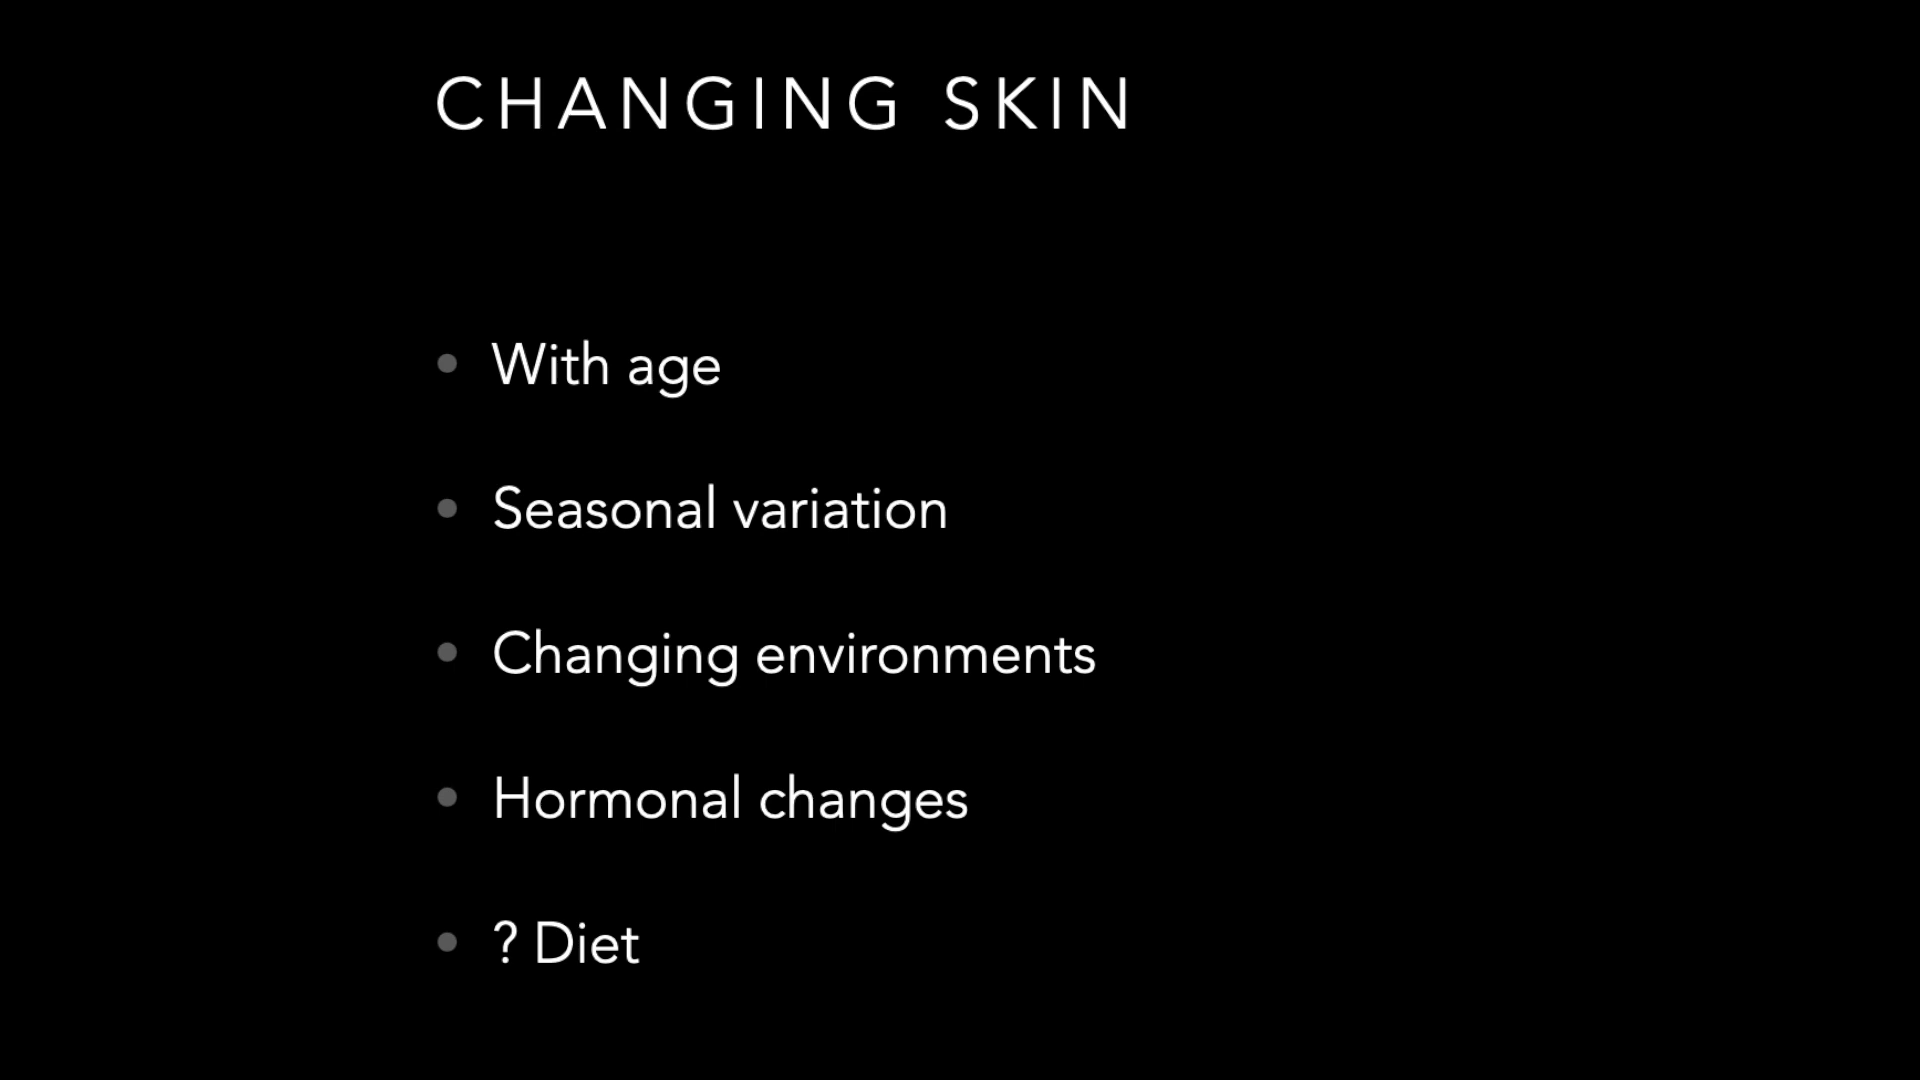 CHANGING SKIN
• With age
• Seasonal variation
• Changing environments
• Hormonal changes
• ? Diet